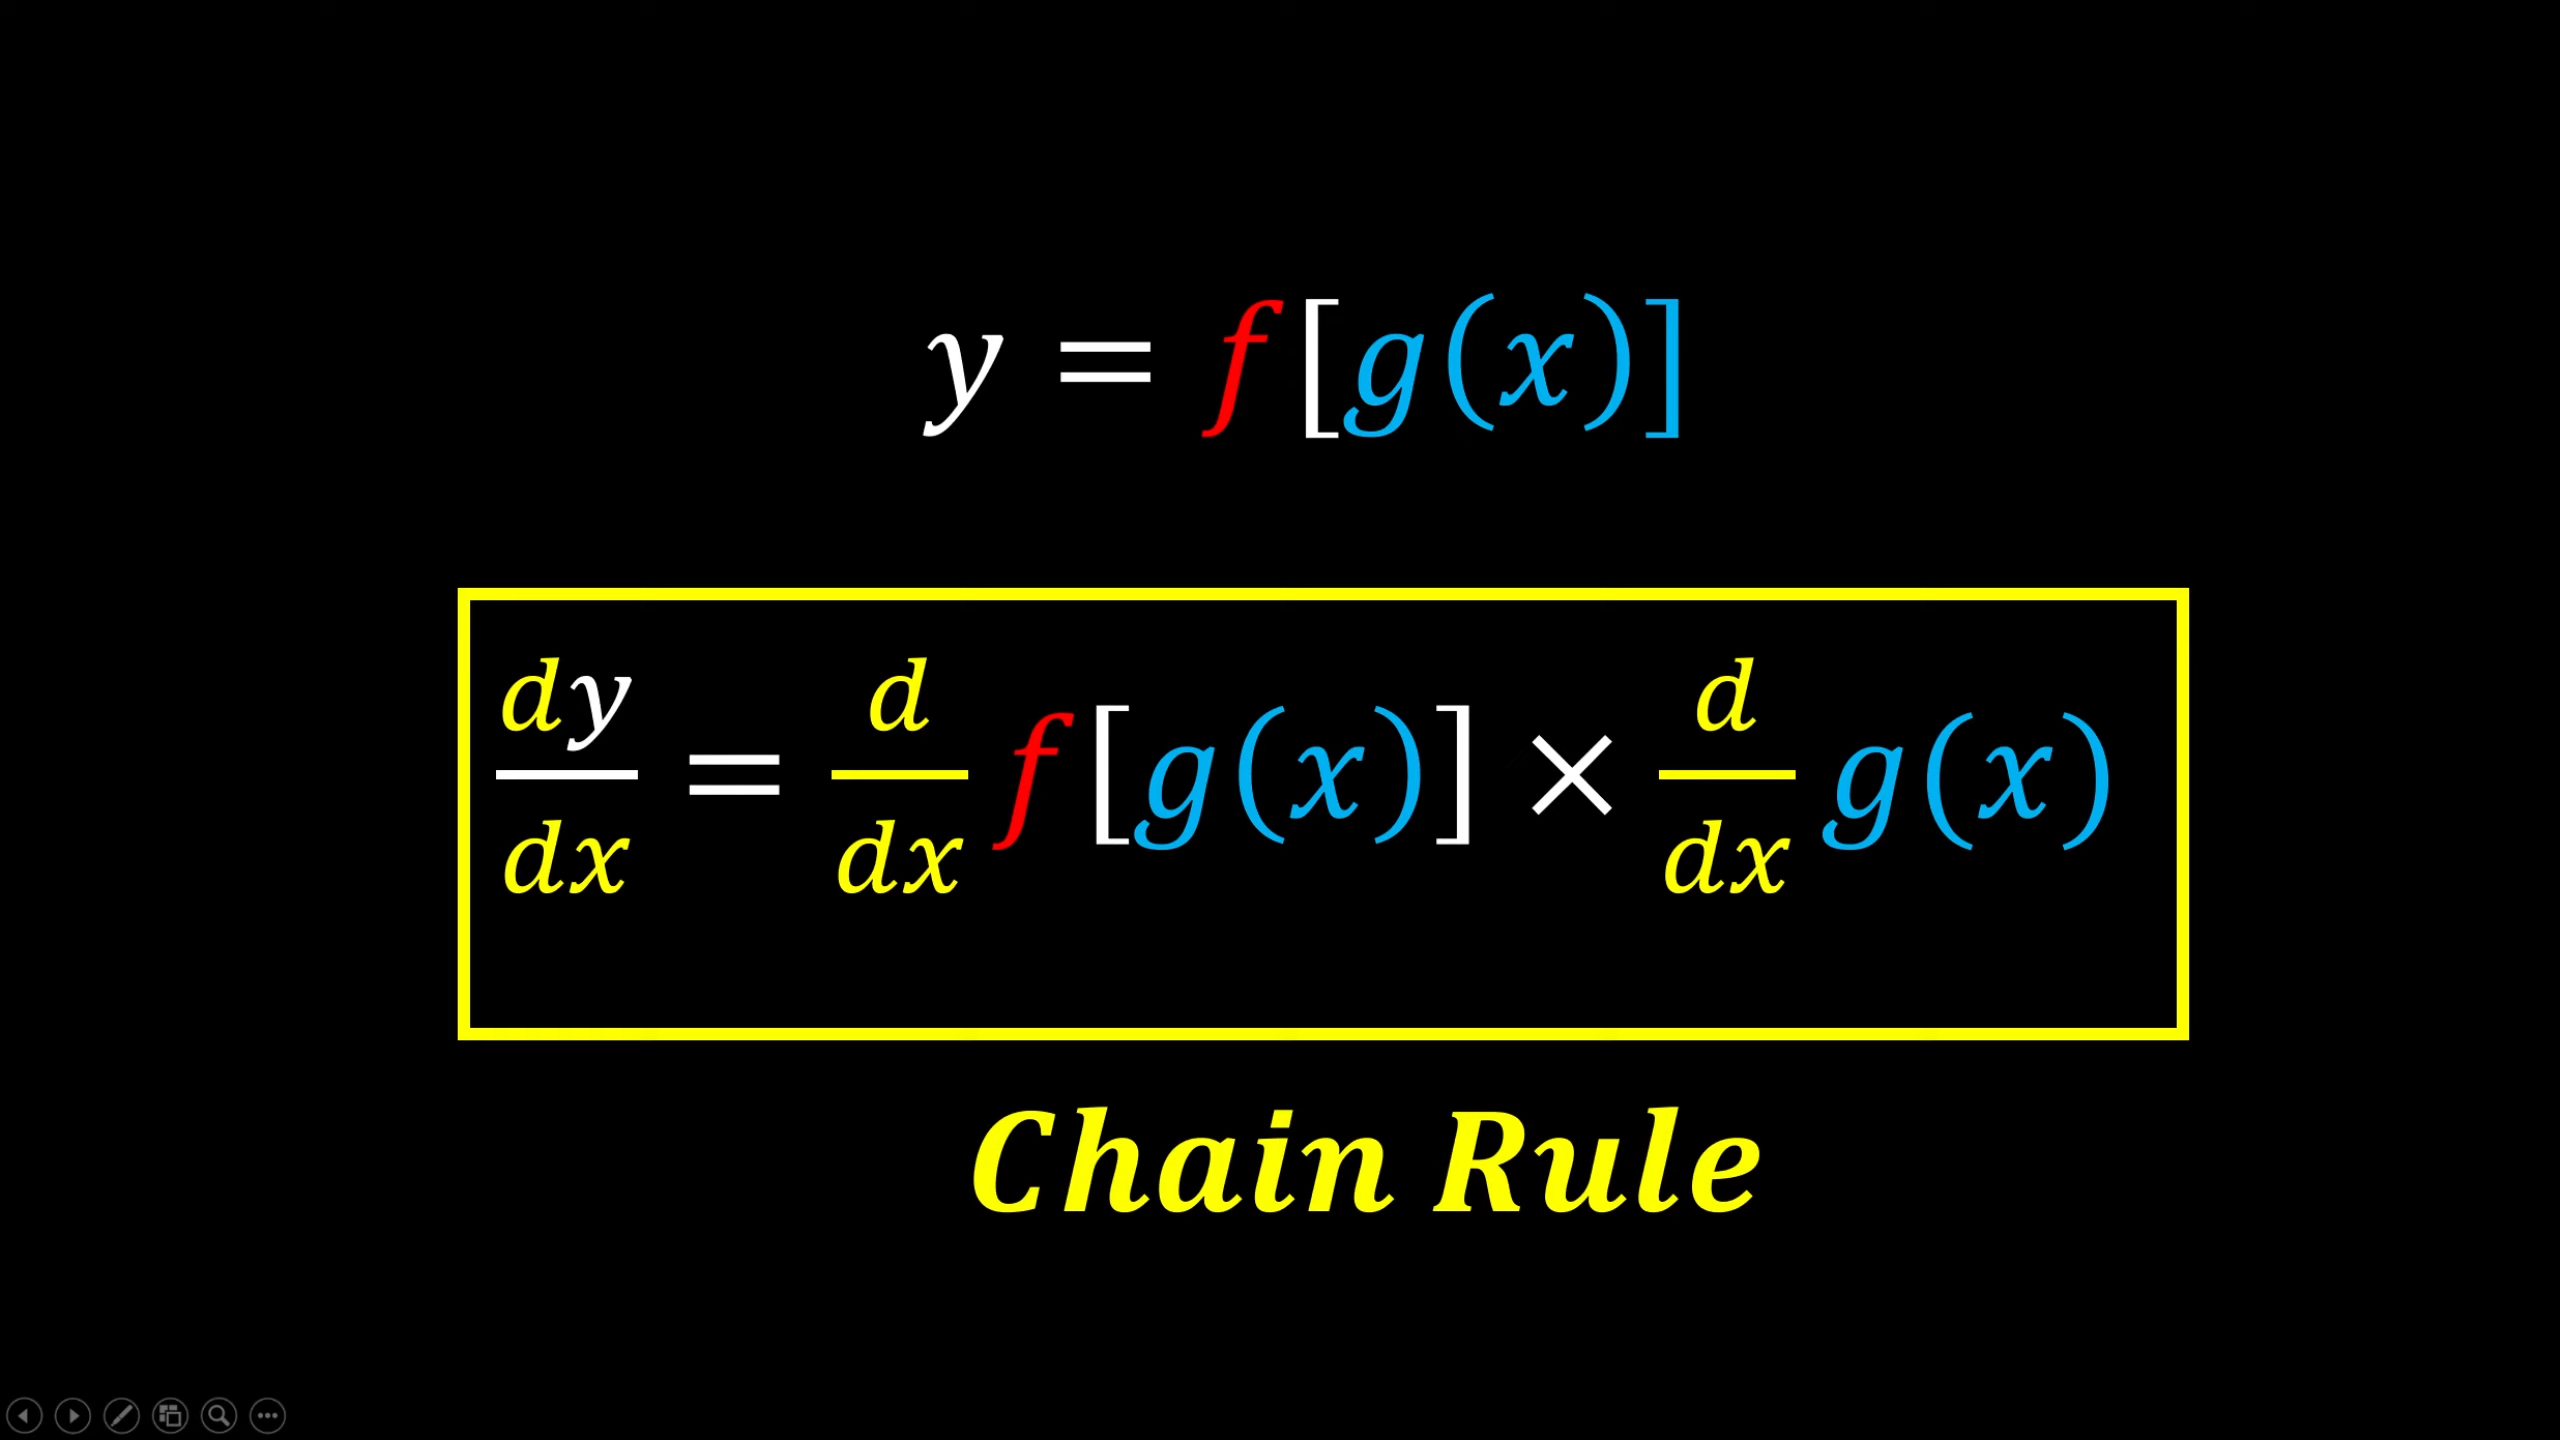 y = f[g(x)]
dy/dx = d/dx f[g(x)] × d/dx g(x)
Chain Rule